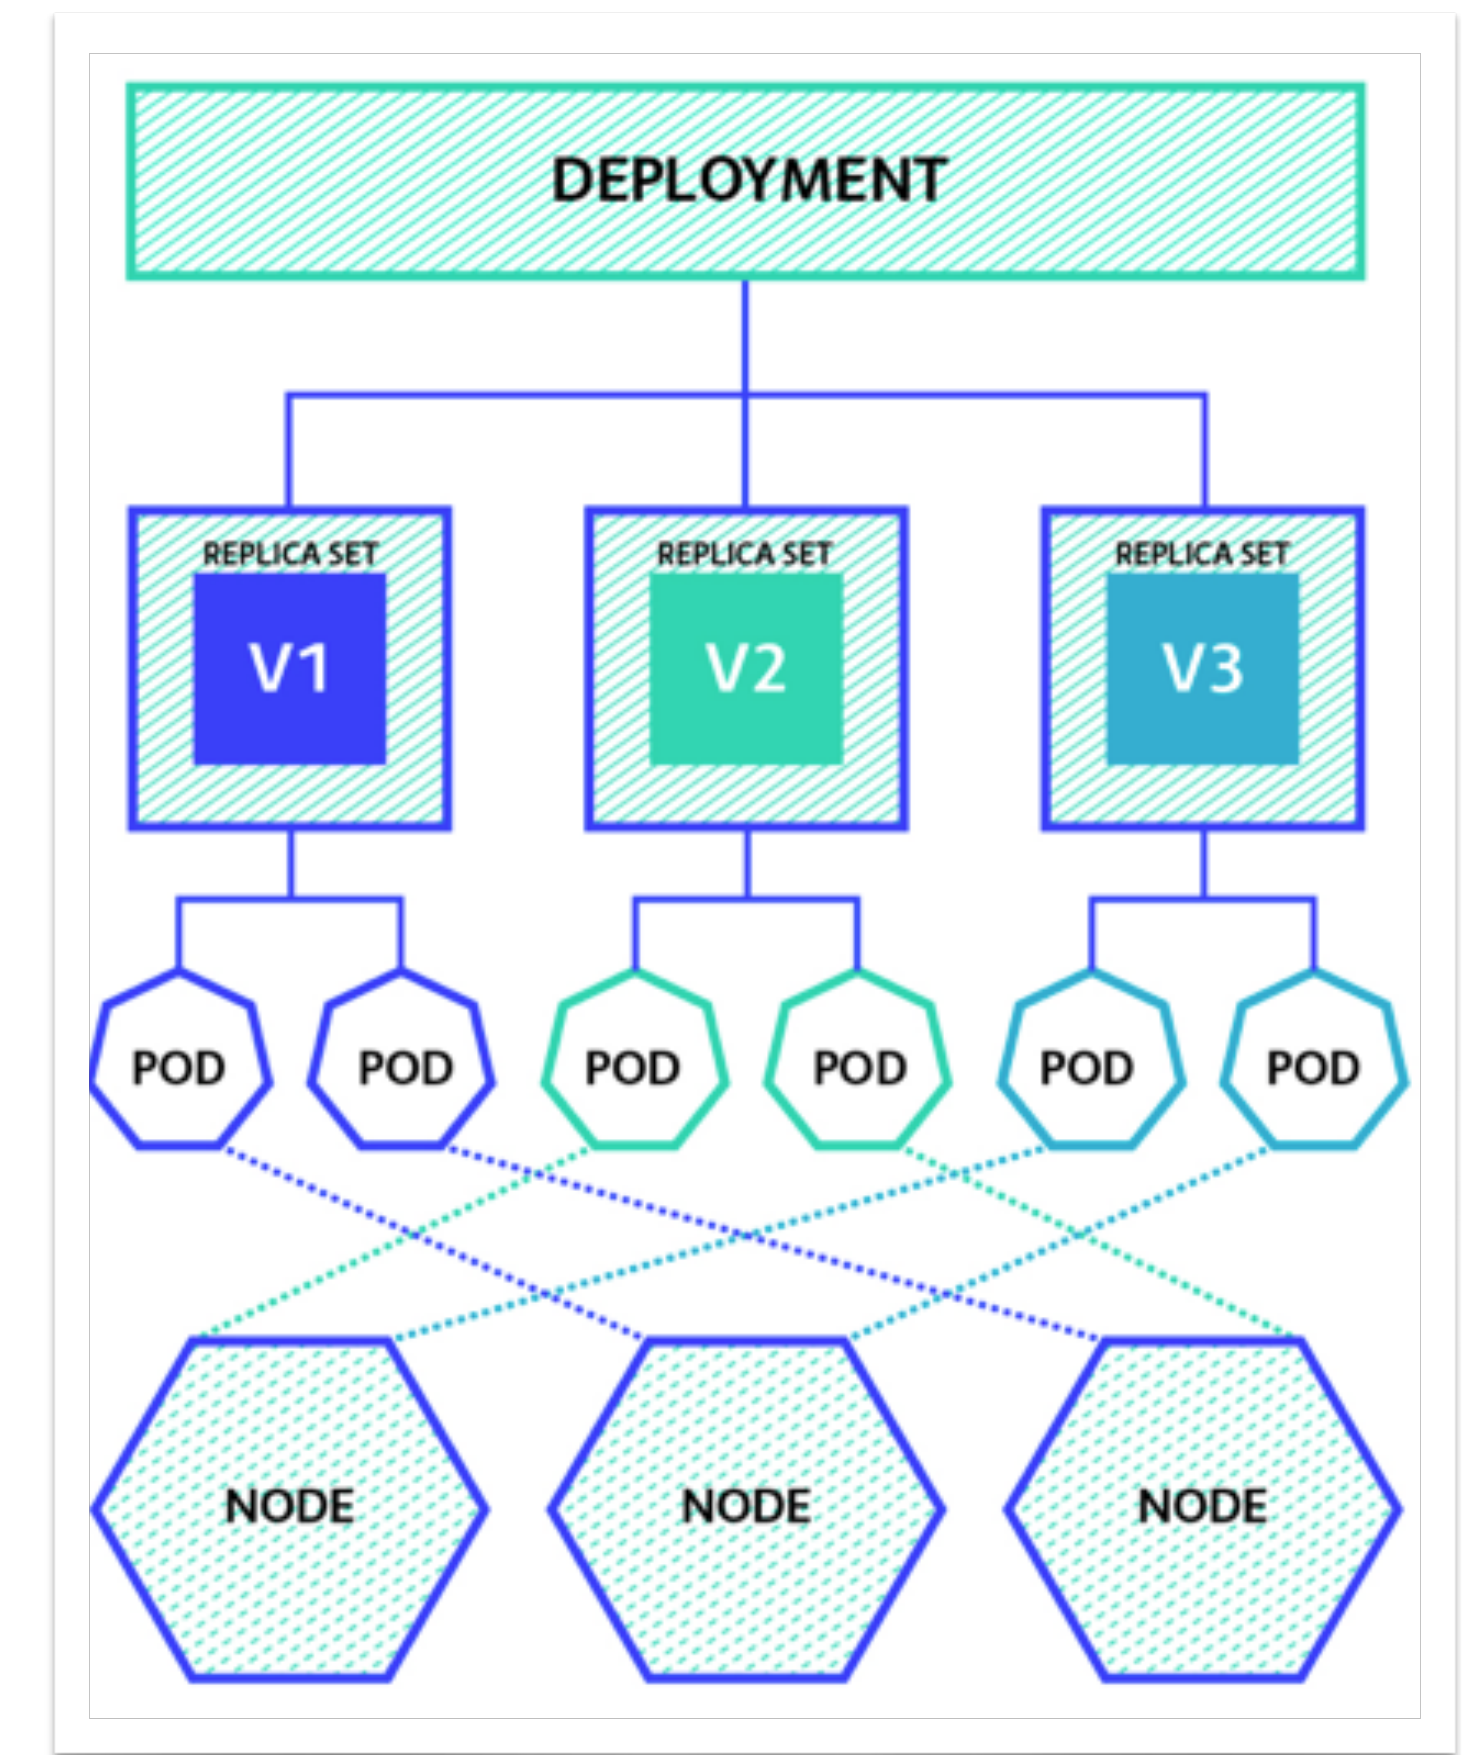 DEPLOYMENT
REPLICA SET
V1
REPLICA SET
V2
REPLICA SET
V3
POD
POD
POD
POD
POD
POD
NODE
NODE
NODE